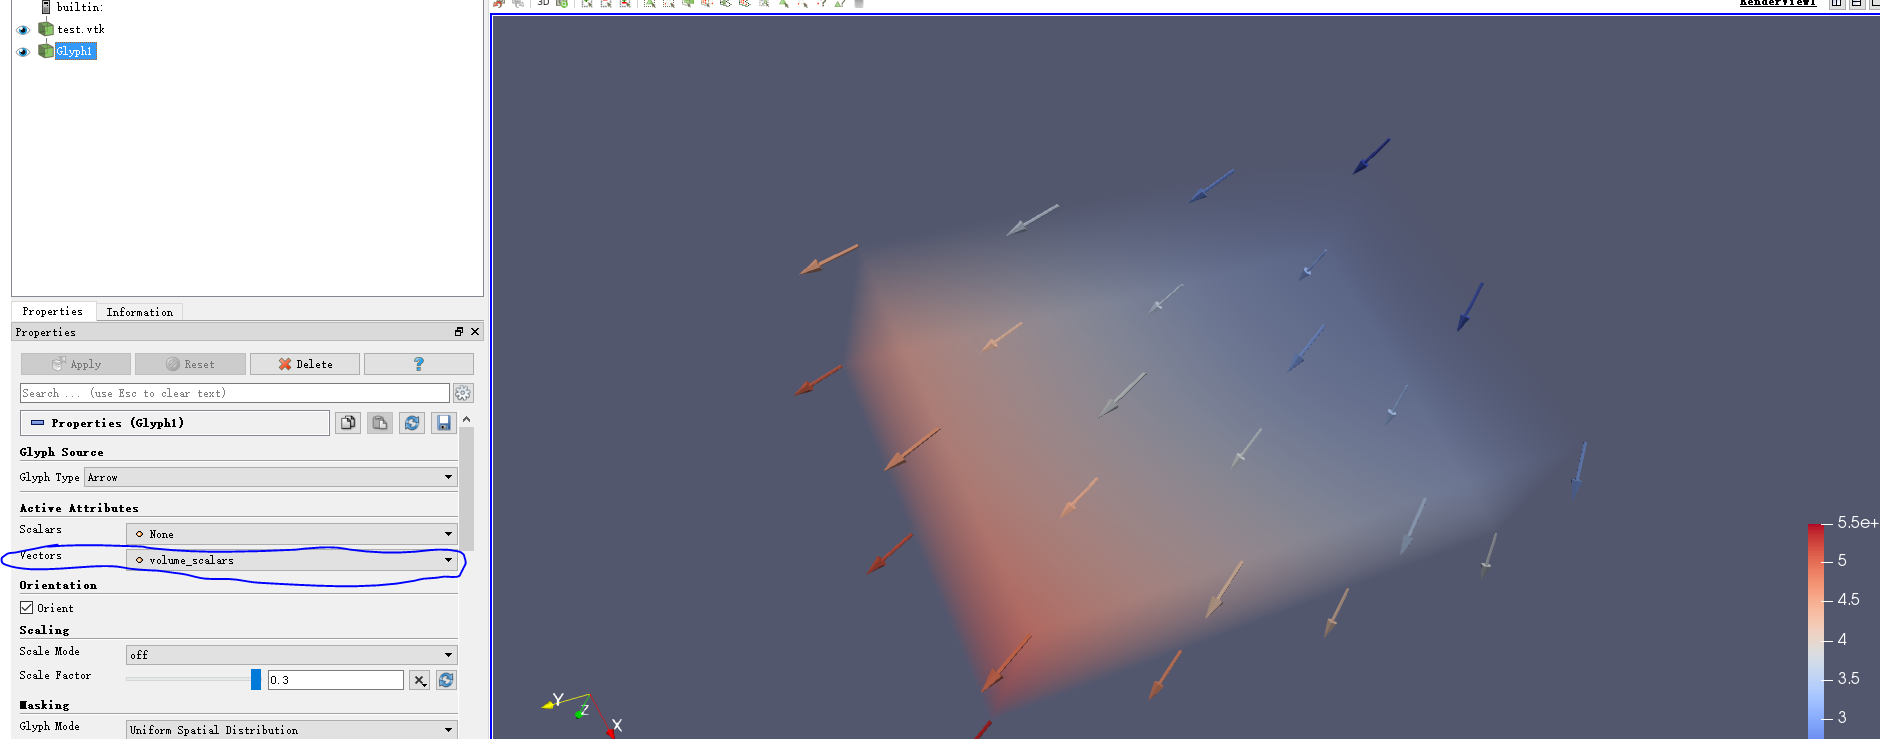 3D
RenderView1
builtin:
test.vtk
Glyph1
Properties Information
Properties
Apply Reset Delete ?
Search ... (use Esc to clear text)
Properties (Glyph1)
Glyph Source
Glyph Type Arrow
Active Attributes
Scalars None
Vectors volume_scalars
Orientation
Orient
Scaling
Scale Mode off
Scale Factor 0.3
Masking
Glyph Mode Uniform Spatial Distribution
5.5e+
5
4.5
4
3.5
3
Y
Z
X